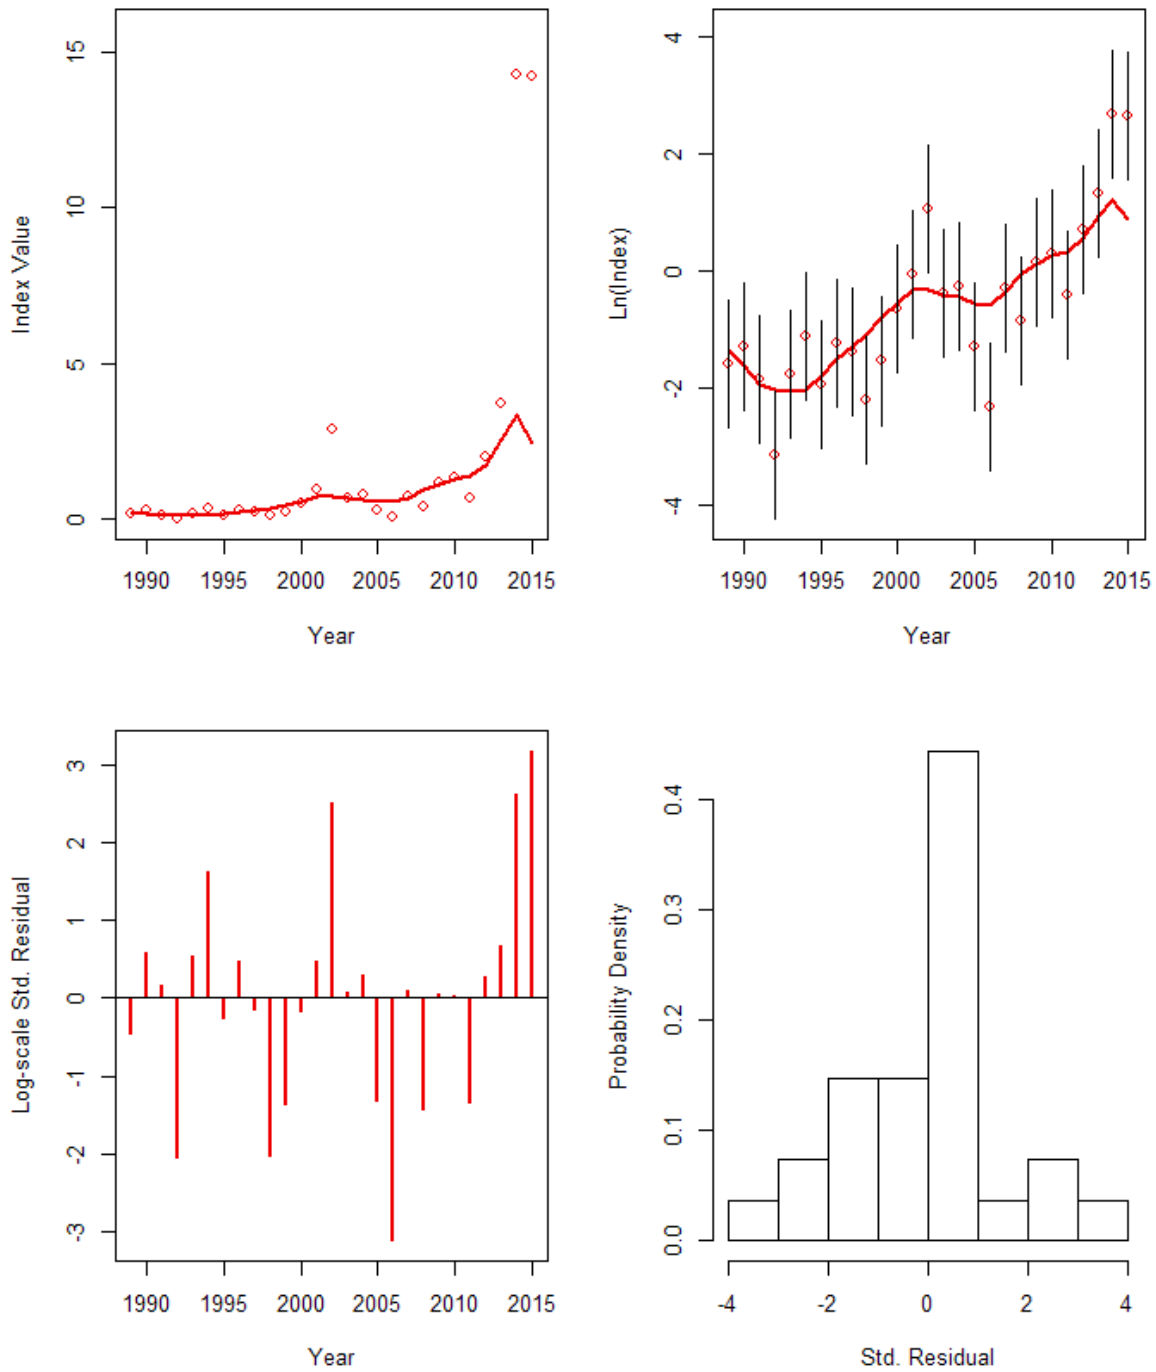 Index Value
15
10
5
0
1990 1995 2000 2005 2010 2015
Year
Ln(Index)
4
2
0
-2
-4
1990 1995 2000 2005 2010 2015
Year
Log-scale Std. Residual
3
2
1
0
-1
-2
-3
1990 1995 2000 2005 2010 2015
Year
Probability Density
0.4
0.3
0.2
0.1
0.0
-4 -2 0 2 4
Std. Residual